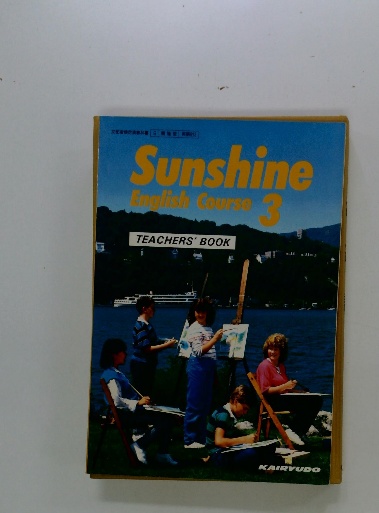 Sunshine
English Course 3
TEACHERS' BOOK
KAIRYUDO